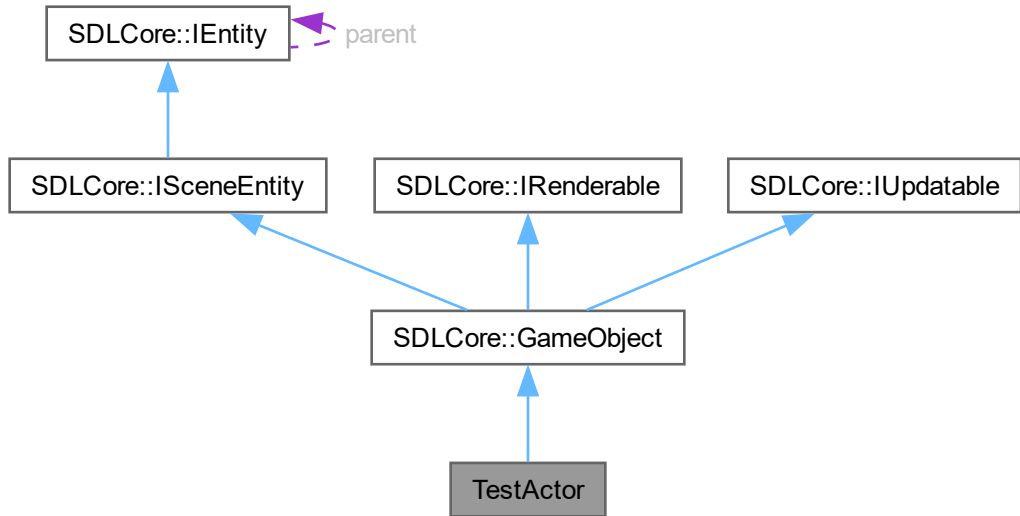 SDLCore::IEntity
parent
SDLCore::ISceneEntity
SDLCore::IRenderable
SDLCore::IUpdatable
SDLCore::GameObject
TestActor